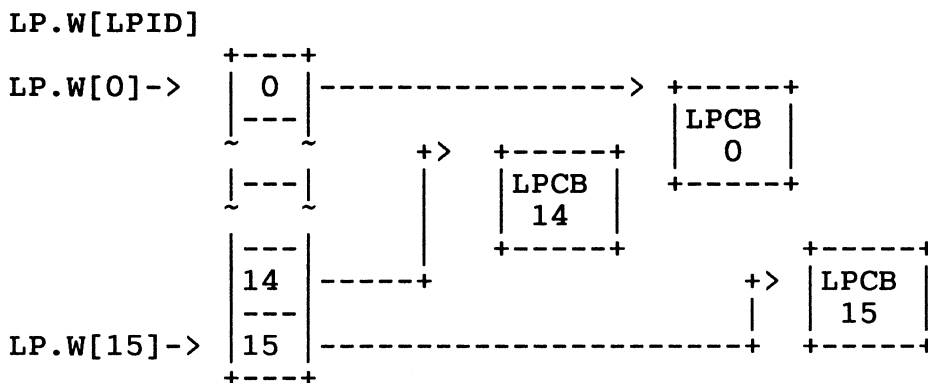 LP.W[LPID]
+---+
LP.W[0]-> | 0 |-----------------> +-----+
|---| |LPCB |
~ ~ +> +-----+ | 0 |
|---| | |LPCB | +-----+
~ ~ | | 14 |
|---| | +-----+ +-----+
|14 |-----+ +> |LPCB |
|---| | | 15 |
LP.W[15]-> |15 |------------------------+ +-----+
+---+